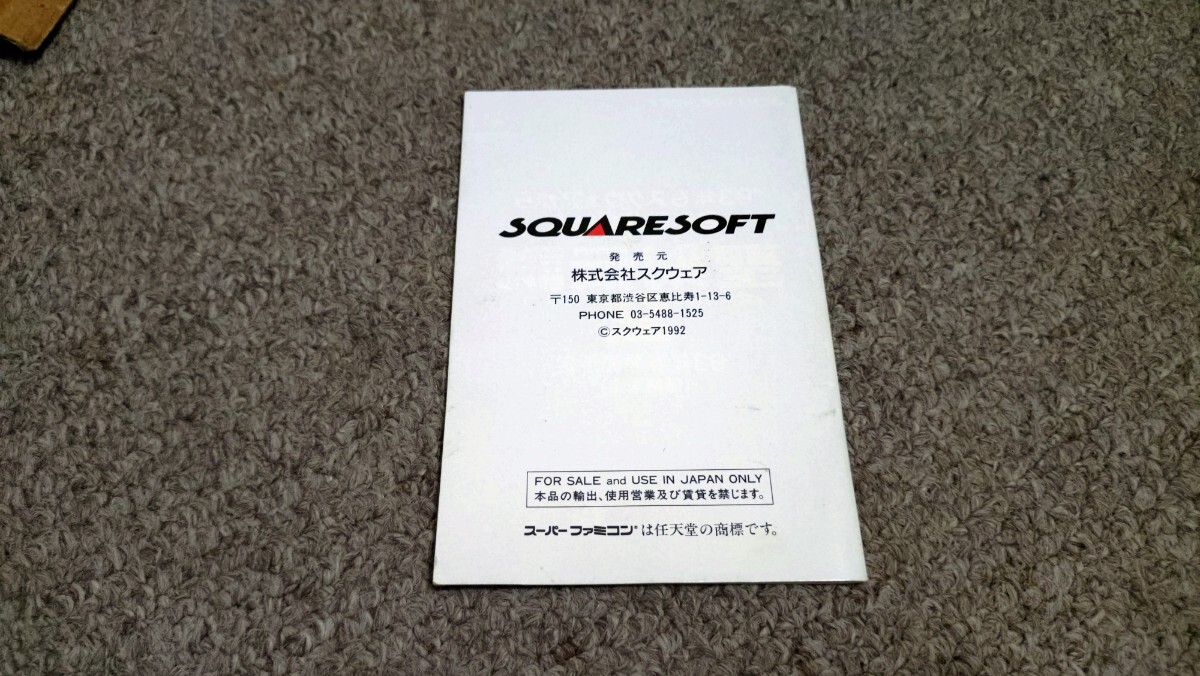 SQUARESOFT
発売元
株式会社スクウェア
〒150 東京都渋谷区恵比寿1-13-6
PHONE 03-5488-1525
©スクウェア1992
FOR SALE and USE IN JAPAN ONLY
本品の輸出、使用営業及び賃貸を禁じます。
スーパーファミコン®は任天堂の商標です。